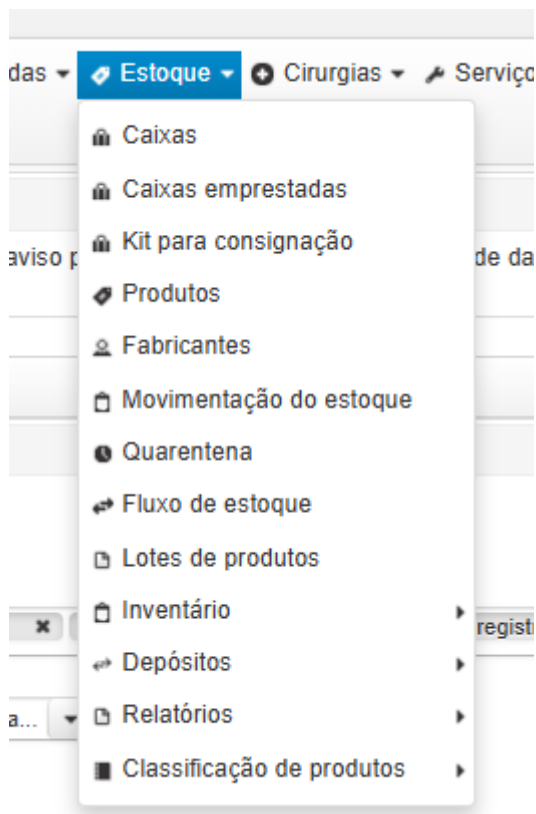 das Estoque Cirurgias Serviço
Caixas
Caixas emprestadas
Kit para consignação
aviso p de da
Produtos
Fabricantes
Movimentação do estoque
Quarentena
Fluxo de estoque
Lotes de produtos
Inventário
regist
Depósitos
Relatórios
a...
Classificação de produtos